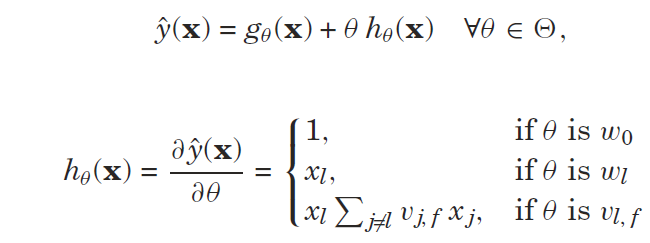 ŷ(x) = g_θ(x) + θ h_θ(x) ∀θ ∈ Θ,
h_θ(x) = ∂ŷ(x)/∂θ = { 1, if θ is w_0
x_l, if θ is w_l
x_l ∑_{j≠l} v_{j,f} x_j, if θ is v_{l,f}